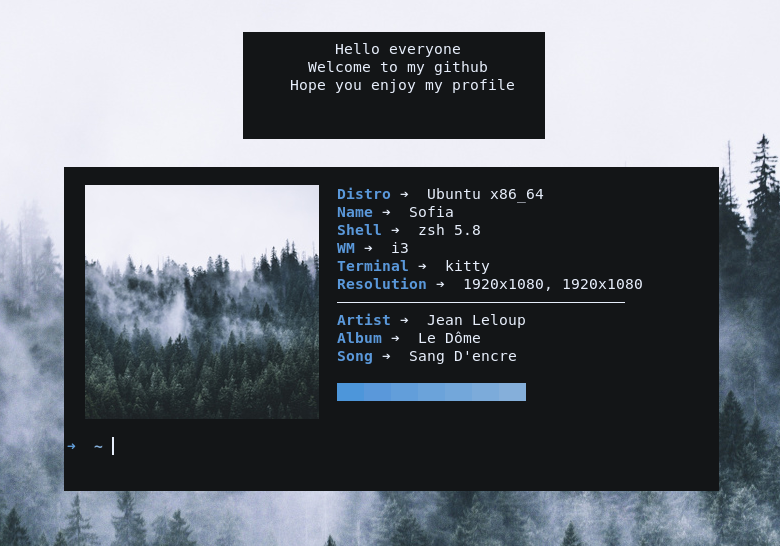 Hello everyone
Welcome to my github
Hope you enjoy my profile
Distro ➜ Ubuntu x86_64
Name ➜ Sofia
Shell ➜ zsh 5.8
WM ➜ i3
Terminal ➜ kitty
Resolution ➜ 1920x1080, 1920x1080
Artist ➜ Jean Leloup
Album ➜ Le Dôme
Song ➜ Sang D'encre
➜ ~